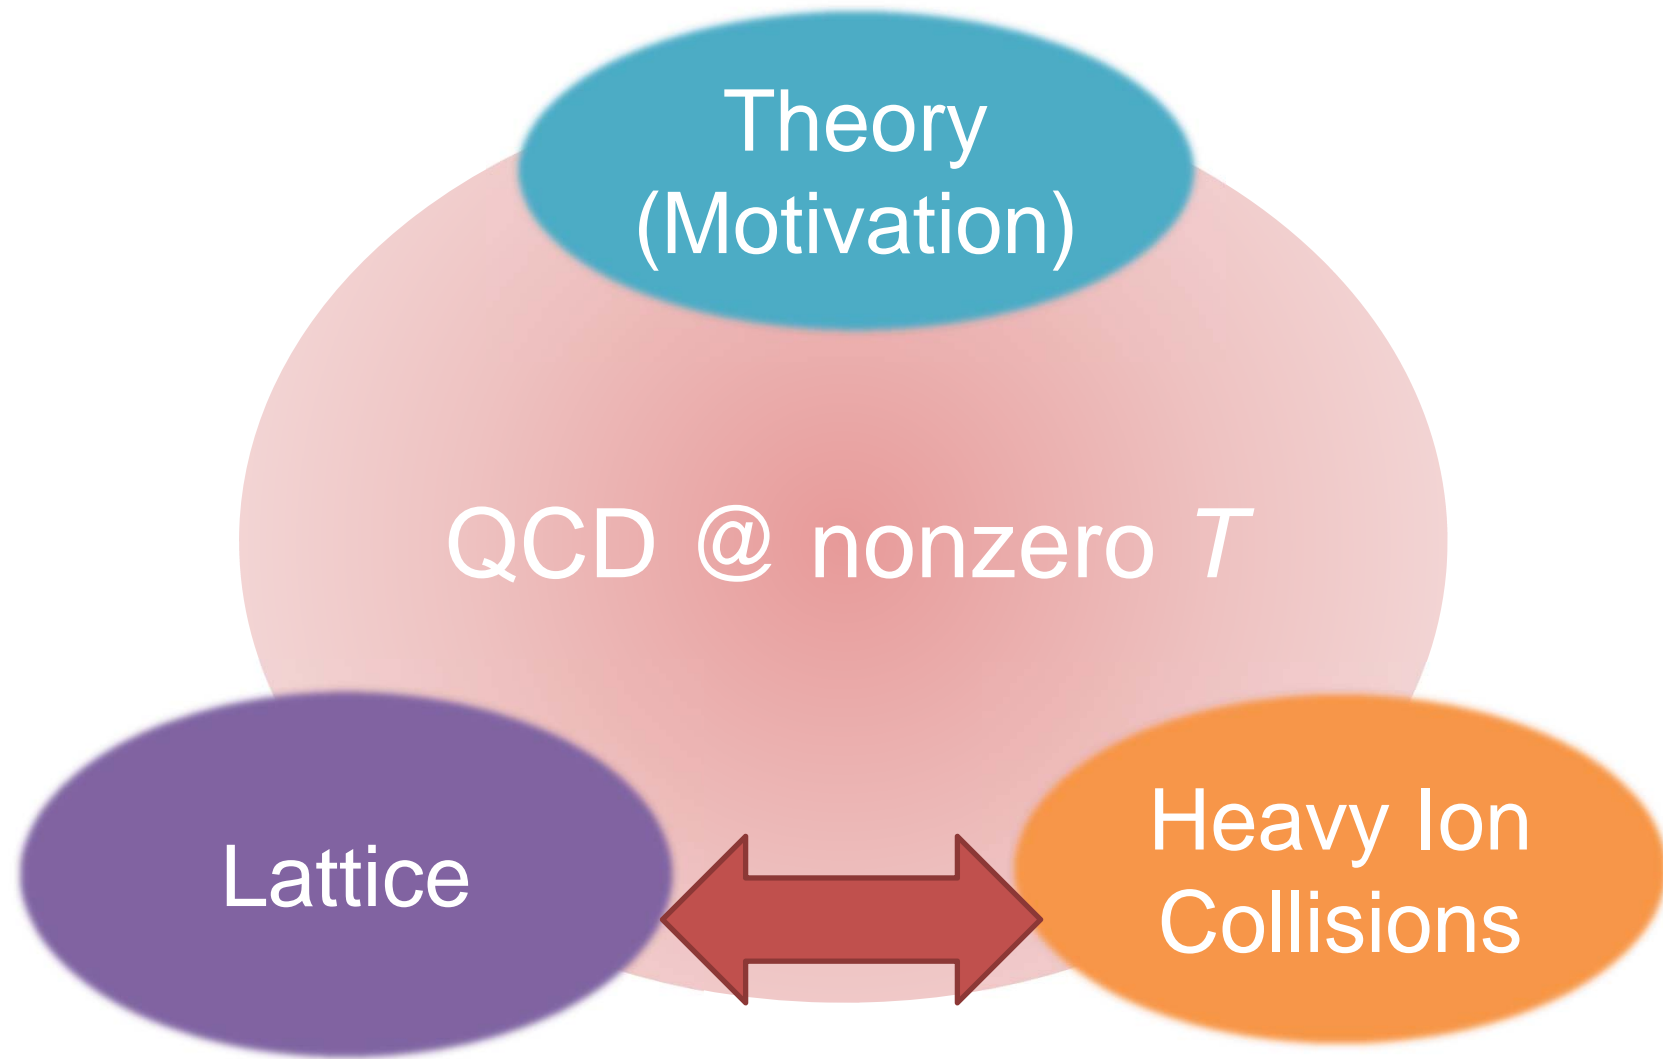 Theory
(Motivation)
QCD @ nonzero T
Lattice
Heavy Ion
Collisions